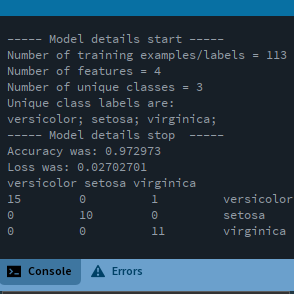 ----- Model details start -----
Number of training examples/labels = 113
Number of features = 4
Number of unique classes = 3
Unique class labels are:
versicolor; setosa; virginica;
----- Model details stop  -----
Accuracy was: 0.972973
Loss was: 0.02702701
versicolor setosa virginica
15 0 1 versicolor
0 10 0 setosa
0 0 11 virginica
Console Errors